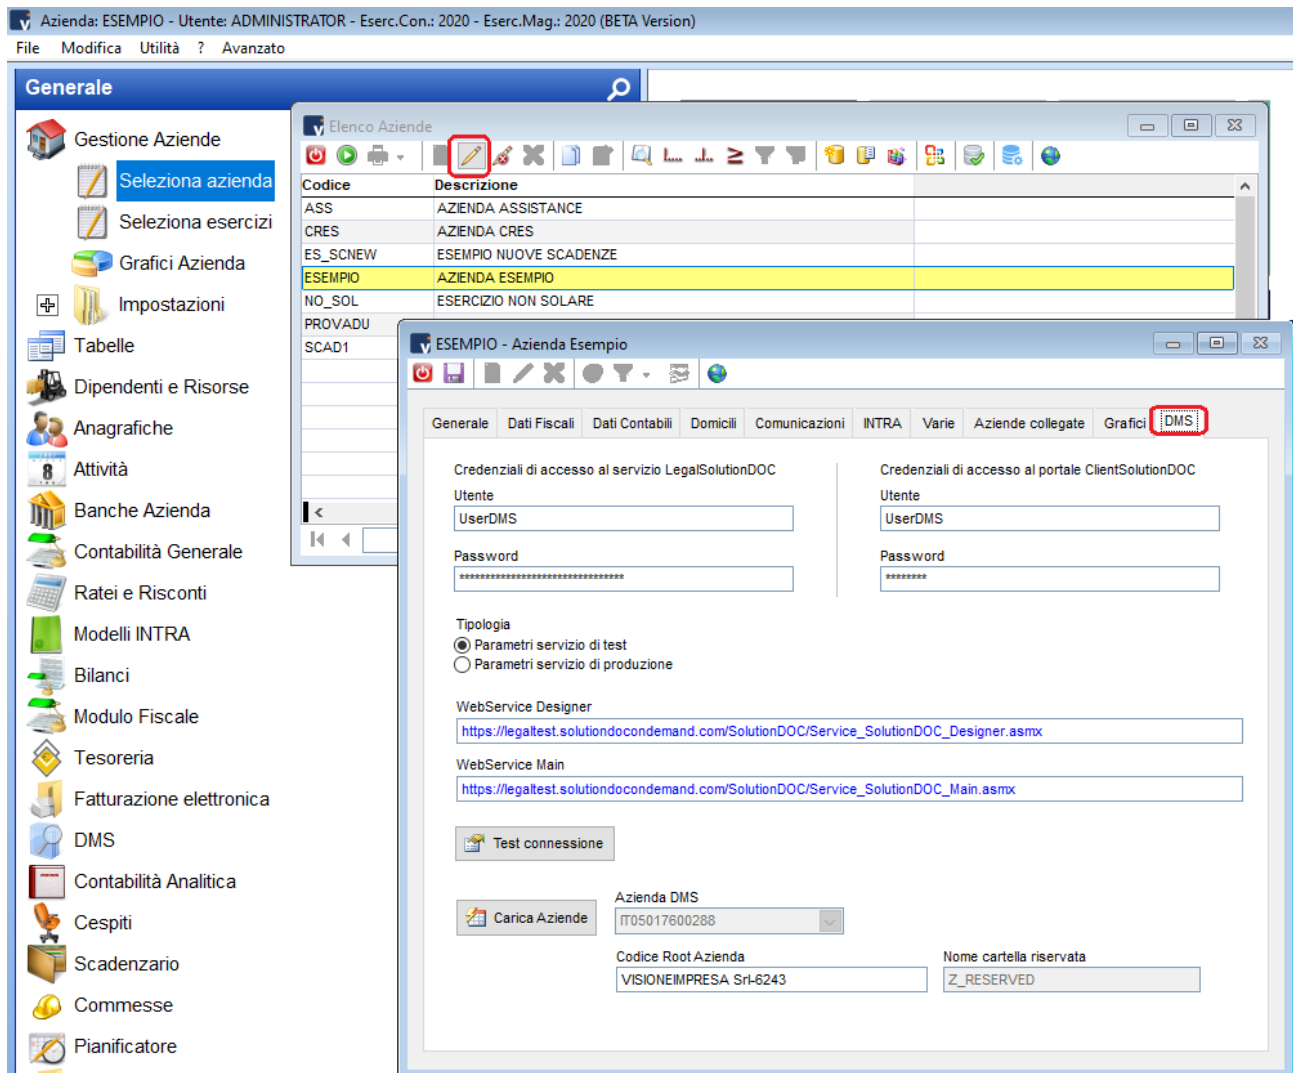 Azienda: ESEMPIO - Utente: ADMINISTRATOR - Eserc.Con.: 2020 - Eserc.Mag.: 2020 (BETA Version)
File Modifica Utilità ? Avanzato
Generale
Gestione Aziende
Seleziona azienda
Seleziona esercizi
Grafici Azienda
Impostazioni
Tabelle
Dipendenti e Risorse
Anagrafiche
Attività
Banche Azienda
Contabilità Generale
Ratei e Risconti
Modelli INTRA
Bilanci
Modulo Fiscale
Tesoreria
Fatturazione elettronica
DMS
Contabilità Analitica
Cespiti
Scadenzario
Commesse
Pianificatore
Elenco Aziende
Codice Descrizione
ASS AZIENDA ASSISTANCE
CRES AZIENDA CRES
ES_SCNEW ESEMPIO NUOVE SCADENZE
ESEMPIO AZIENDA ESEMPIO
NO_SOL ESERCIZIO NON SOLARE
PROVADU
SCAD1
ESEMPIO - Azienda Esempio
Generale Dati Fiscali Dati Contabili Domicili Comunicazioni INTRA Varie Aziende collegate Grafici DMS
Credenziali di accesso al servizio LegalSolutionDOC
Utente
UserDMS
Password
********************************
Credenziali di accesso al portale ClientSolutionDOC
Utente
UserDMS
Password
********
Tipologia
Parametri servizio di test
Parametri servizio di produzione
WebService Designer
https://legaltest.solutiondocondemand.com/SolutionDOC/Service_SolutionDOC_Designer.asmx
WebService Main
https://legaltest.solutiondocondemand.com/SolutionDOC/Service_SolutionDOC_Main.asmx
Test connessione
Carica Aziende
Azienda DMS
IT05017600288
Codice Root Azienda
VISIONEIMPRESA Srl-6243
Nome cartella riservata
Z_RESERVED